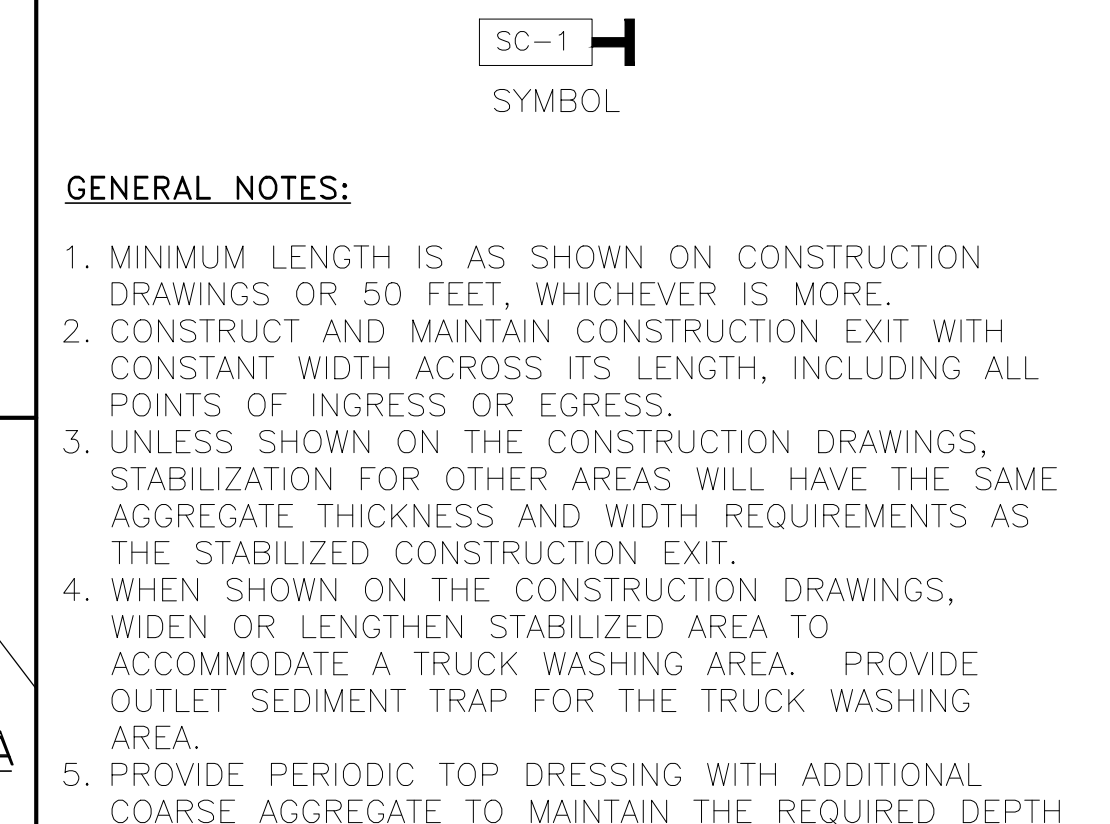 SC-1
SYMBOL
GENERAL NOTES:
1. MINIMUM LENGTH IS AS SHOWN ON CONSTRUCTION
DRAWINGS OR 50 FEET, WHICHEVER IS MORE.
2. CONSTRUCT AND MAINTAIN CONSTRUCTION EXIT WITH
CONSTANT WIDTH ACROSS ITS LENGTH, INCLUDING ALL
POINTS OF INGRESS OR EGRESS.
3. UNLESS SHOWN ON THE CONSTRUCTION DRAWINGS,
STABILIZATION FOR OTHER AREAS WILL HAVE THE SAME
AGGREGATE THICKNESS AND WIDTH REQUIREMENTS AS
THE STABILIZED CONSTRUCTION EXIT.
4. WHEN SHOWN ON THE CONSTRUCTION DRAWINGS,
WIDEN OR LENGTHEN STABILIZED AREA TO
ACCOMMODATE A TRUCK WASHING AREA. PROVIDE
OUTLET SEDIMENT TRAP FOR THE TRUCK WASHING
AREA.
A
5. PROVIDE PERIODIC TOP DRESSING WITH ADDITIONAL
COARSE AGGREGATE TO MAINTAIN THE REQUIRED DEPTH